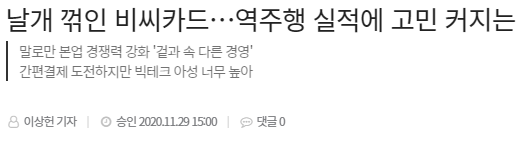 날개 꺾인 비씨카드…역주행 실적에 고민 커지는
말로만 본업 경쟁력 강화 '겉과 속 다른 경영'
간편결제 도전하지만 빅테크 아성 너무 높아
이상헌 기자 | 승인 2020.11.29 15:00 | 댓글 0